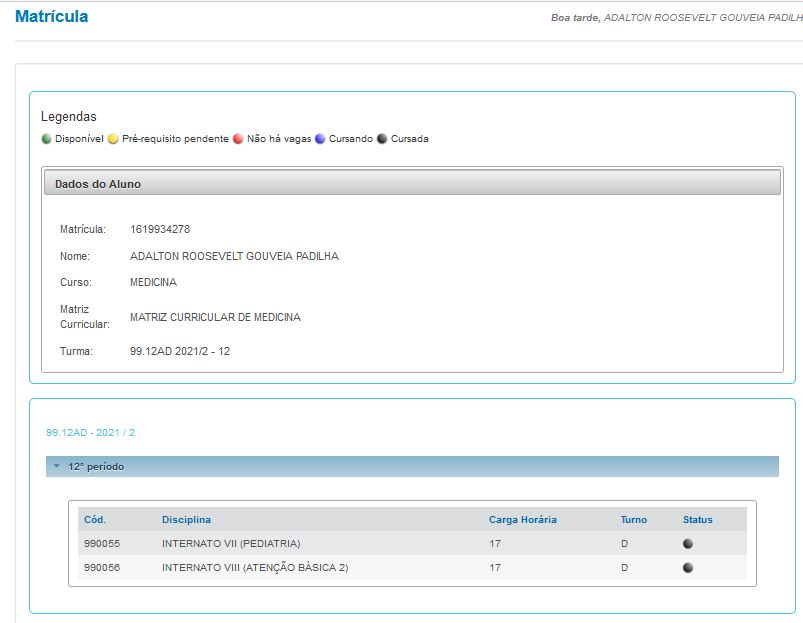 Matrícula
Boa tarde, ADALTON ROOSEVELT GOUVEIA PADILH
Legendas
Disponível Pré-requisito pendente Não há vagas Cursando Cursada
Dados do Aluno
Matrícula: 1619934278
Nome: ADALTON ROOSEVELT GOUVEIA PADILHA
Curso: MEDICINA
Matriz
Curricular: MATRIZ CURRICULAR DE MEDICINA
Turma: 99.12AD 2021/2 - 12
99.12AD - 2021 / 2
12° período
Cód. Disciplina Carga Horária Turno Status
990055 INTERNATO VII (PEDIATRIA) 17 D
990056 INTERNATO VIII (ATENÇÃO BÁSICA 2) 17 D